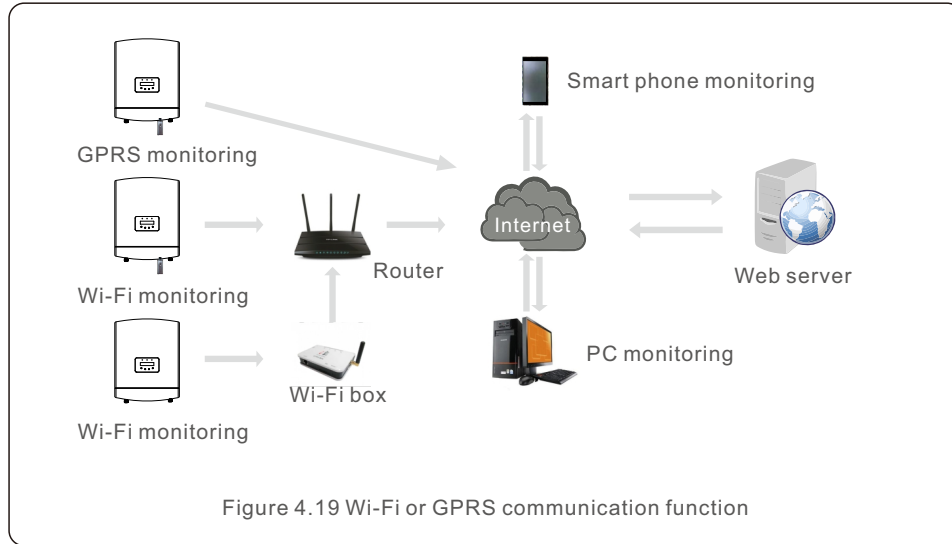 Smart phone monitoring
GPRS monitoring
Internet
Router
Web server
Wi-Fi monitoring
PC monitoring
Wi-Fi box
Wi-Fi monitoring
Figure 4.19 Wi-Fi or GPRS communication function